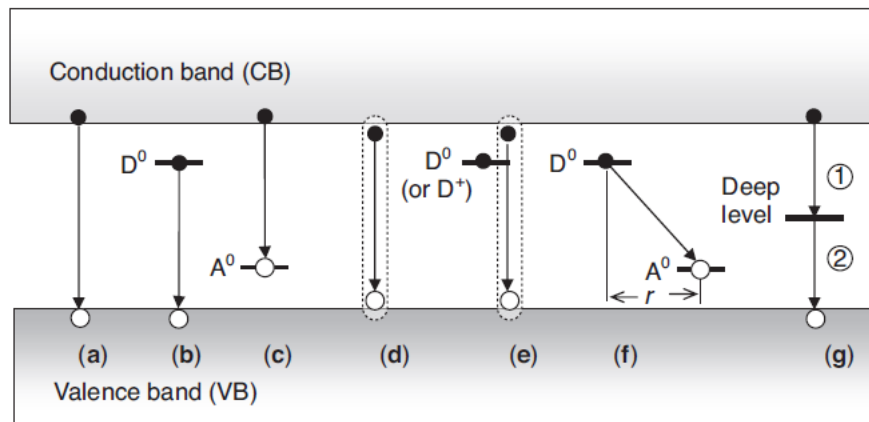 Conduction band (CB)
D⁰
A⁰
D⁰
(or D⁺)
D⁰
A⁰
r
Deep
level
①
②
(a) (b) (c) (d) (e) (f) (g)
Valence band (VB)